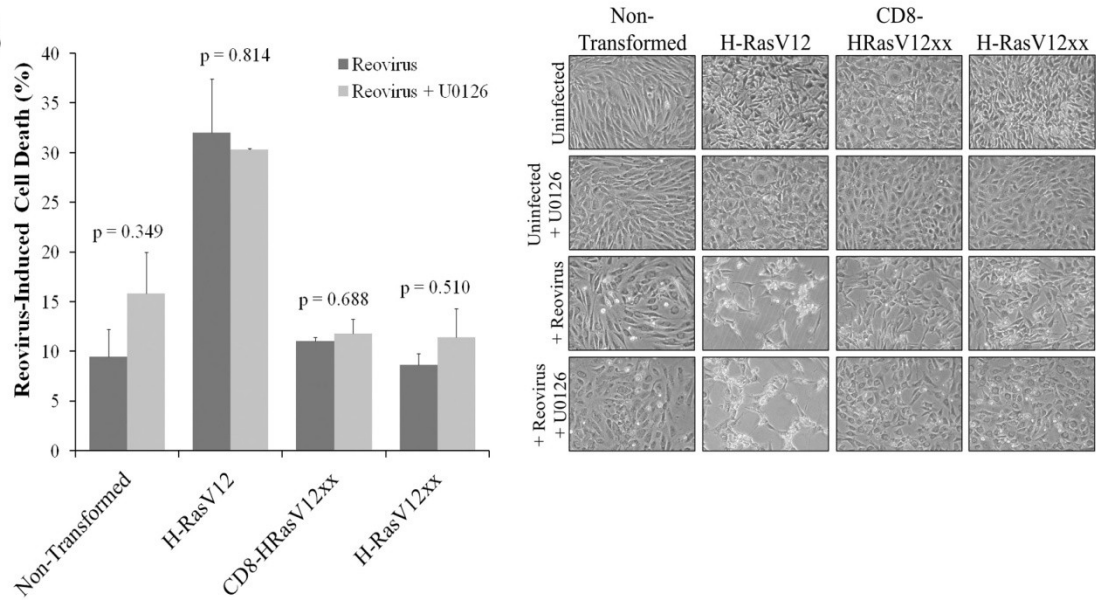 Reovirus-Induced Cell Death (%)
40
35
30
25
20
15
10
5
0
p = 0.349
p = 0.814
p = 0.688
p = 0.510
Reovirus
Reovirus + U0126
Non-Transformed
H-RasV12
CD8-HRasV12xx
H-RasV12xx
Non-
Transformed
H-RasV12
CD8-
HRasV12xx
H-RasV12xx
Uninfected
Uninfected
+ U0126
+ Reovirus
+ Reovirus
+ U0126